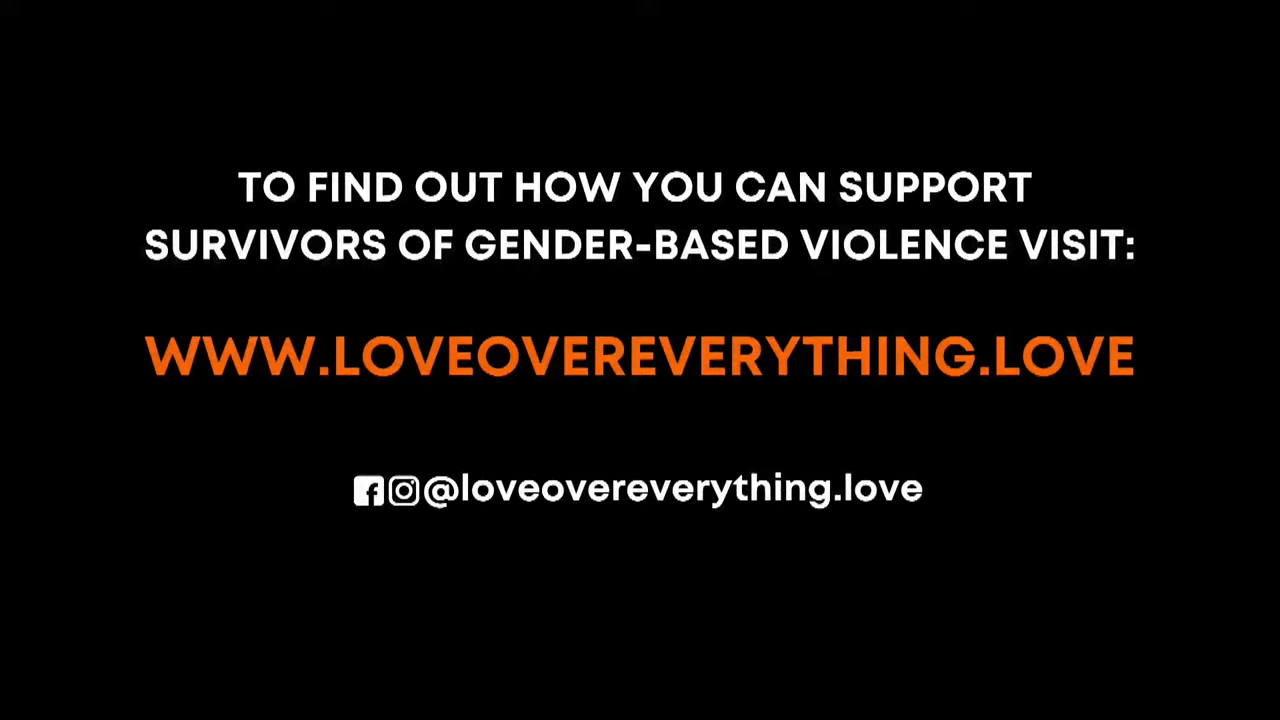 TO FIND OUT HOW YOU CAN SUPPORT
SURVIVORS OF GENDER-BASED VIOLENCE VISIT:
WWW.LOVEOVEREVERYTHING.LOVE
@loveovereverything.love